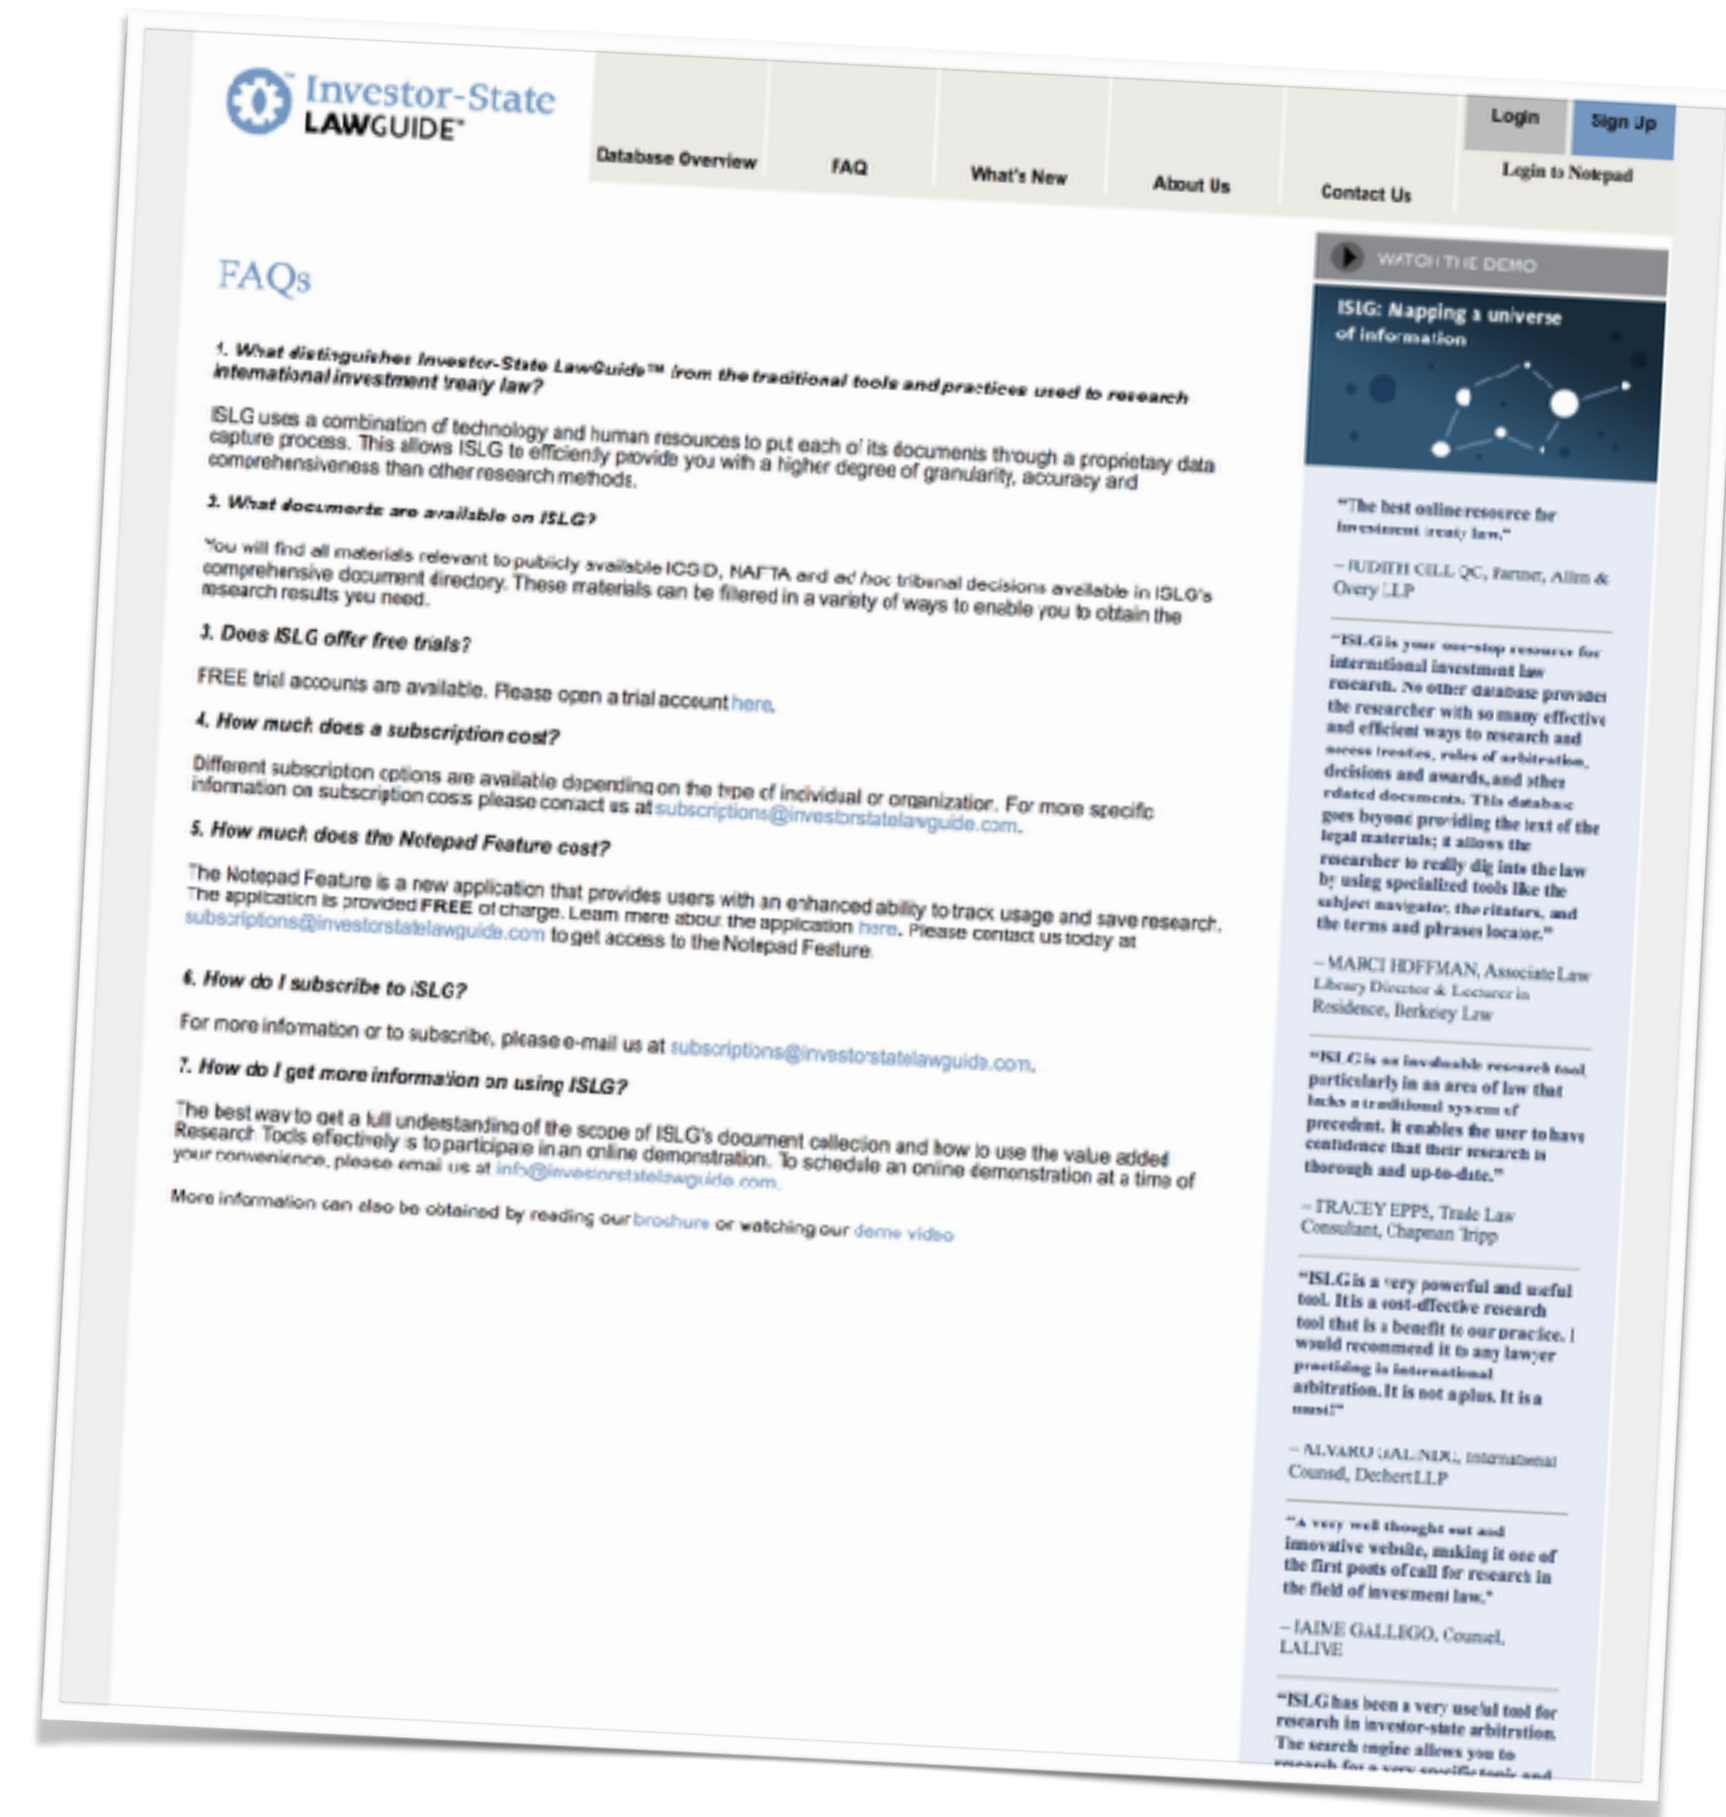 Investor-State
LAWGUIDE™
Database Overview
FAQ
What's New
About Us
Contact Us
Login
Sign Up
Login to Notepad
FAQs
1. What distinguishes Investor-State LawGuide™ from the traditional tools and practices used to research
international investment treaty law?
ISLG uses a combination of technology and human resources to put each of its documents through a proprietary data
capture process. This allows ISLG to efficiently provide you with a higher degree of granularity, accuracy and
comprehensiveness than other research methods.
2. What documents are available on ISLG?
You will find all materials relevant to publicly available ICSID, NAFTA and ad hoc tribunal decisions available in ISLG's
comprehensive document directory. These materials can be filtered in a variety of ways to enable you to obtain the
research results you need.
3. Does ISLG offer free trials?
FREE trial accounts are available. Please open a trial account here.
4. How much does a subscription cost?
Different subscription options are available depending on the type of individual or organization. For more specific
information on subscription costs please contact us at subscriptions@investorstatelawguide.com.
5. How much does the Notepad Feature cost?
The Notepad Feature is a new application that provides users with an enhanced ability to track usage and save research.
The application is provided FREE of charge. Learn more about the application here. Please contact us today at
subscriptions@investorstatelawguide.com to get access to the Notepad Feature.
6. How do I subscribe to ISLG?
For more information or to subscribe, please e-mail us at subscriptions@investorstatelawguide.com.
7. How do I get more information on using ISLG?
The best way to get a full understanding of the scope of ISLG's document collection and how to use the value added
Research Tools effectively is to participate in an online demonstration. To schedule an online demonstration at a time of
your convenience, please email us at info@investorstatelawguide.com.
More information can also be obtained by reading our brochure or watching our demo video
WATCH THE DEMO
ISLG: Mapping a universe
of information
"The best online resource for
investment treaty law."
– JUDITH GILL QC, Partner, Allen &
Overy LLP
"ISLG is your one-stop resource for
international investment law
research. No other database provides
the researcher with so many effective
and efficient ways to research and
access treaties, rules of arbitration,
decisions and awards, and other
related documents. This database
goes beyond providing the text of the
legal materials; it allows the
researcher to really dig into the law
by using specialized tools like the
subject navigator, the citators, and
the terms and phrases locator."
– MARCI HOFFMAN, Associate Law
Library Director & Lecturer in
Residence, Berkeley Law
"ISLG is an invaluable research tool,
particularly in an area of law that
lacks a traditional system of
precedent. It enables the user to have
confidence that their research is
thorough and up-to-date."
– TRACEY EPPS, Trade Law
Consultant, Chapman Tripp
"ISLG is a very powerful and useful
tool. It is a cost-effective research
tool that is a benefit to our practice. I
would recommend it to any lawyer
practising in international
arbitration. It is not a plus. It is a
must!"
– ALVARO GALINDO, International
Counsel, Dechert LLP
"A very well thought out and
innovative website, making it one of
the first ports of call for research in
the field of investment law."
– JAIME GALLEGO, Counsel,
LALIVE
"ISLG has been a very useful tool for
research in investor-state arbitration.
The search engine allows you to
research for a very specific topic and